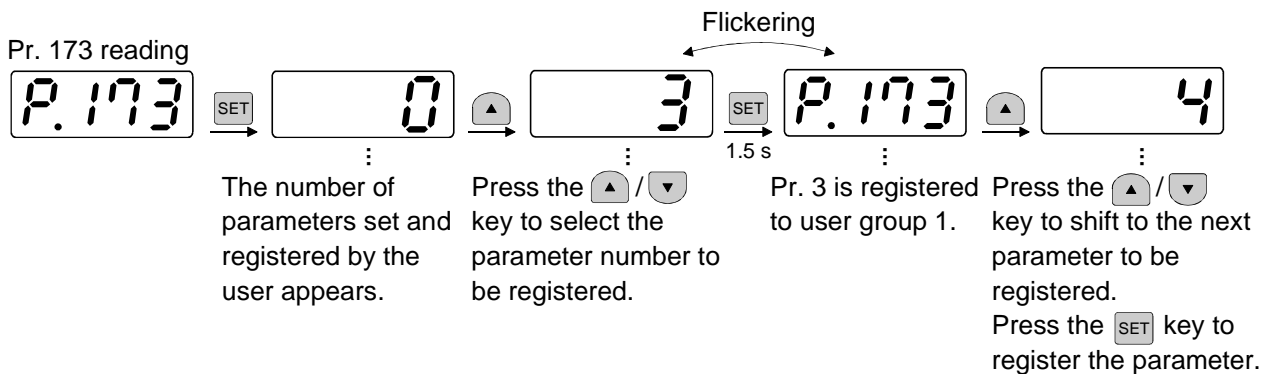 Flickering
Pr. 173 reading
P.173
SET
0
3
SET
1.5 s
P.173
4
The number of
parameters set and
registered by the
user appears.
Press the ▲ / ▼
key to select the
parameter number to
be registered.
Pr. 3 is registered
to user group 1.
Press the ▲ / ▼
key to shift to the next
parameter to be
registered.
Press the SET key to
register the parameter.